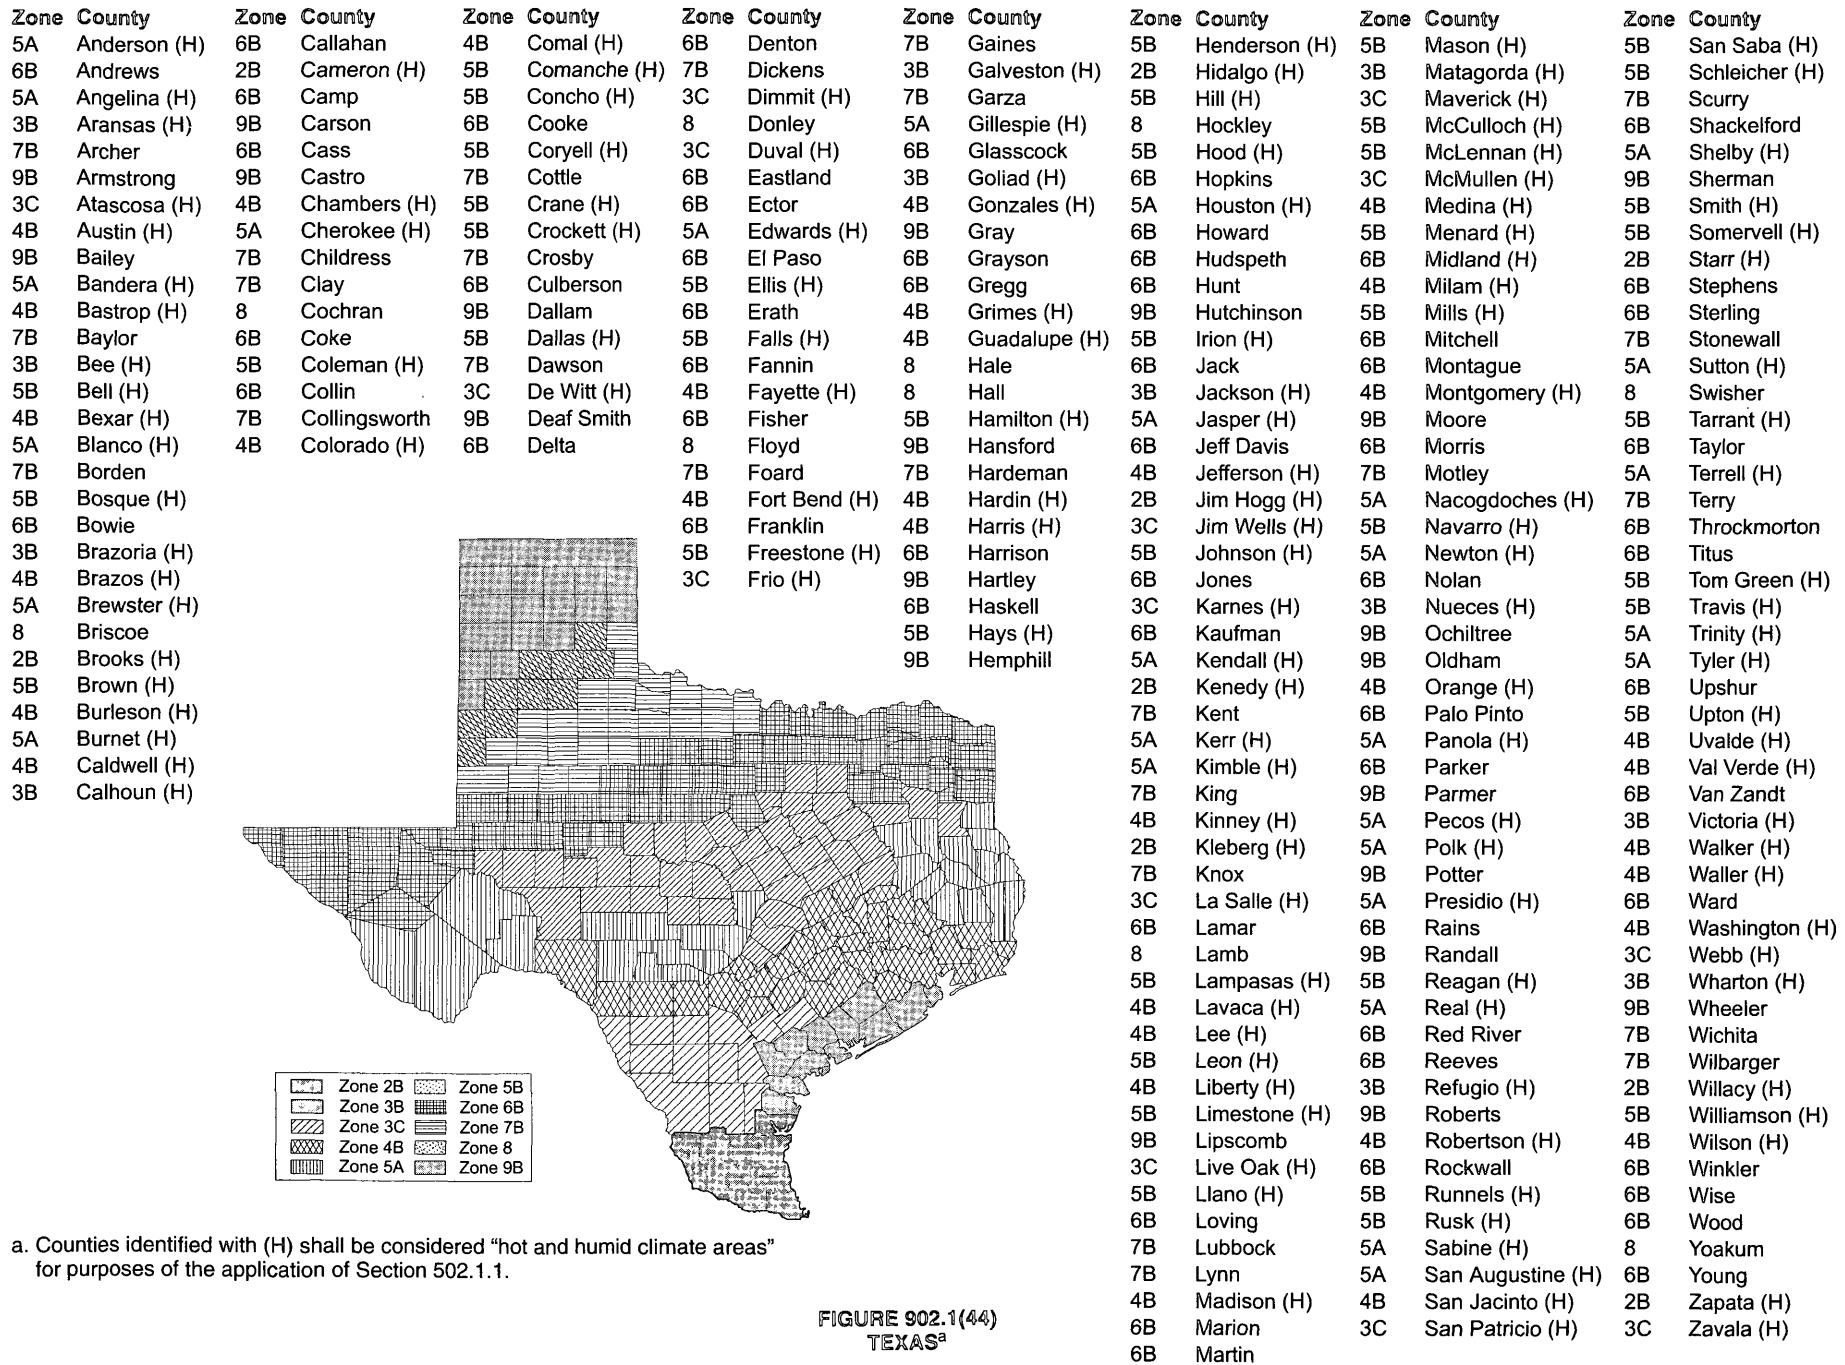 Zone County
5A Anderson (H)
6B Andrews
5A Angelina (H)
3B Aransas (H)
7B Archer
9B Armstrong
3C Atascosa (H)
4B Austin (H)
9B Bailey
5A Bandera (H)
4B Bastrop (H)
7B Baylor
3B Bee (H)
5B Bell (H)
4B Bexar (H)
5A Blanco (H)
7B Borden
5B Bosque (H)
6B Bowie
3B Brazoria (H)
4B Brazos (H)
5A Brewster (H)
8 Briscoe
2B Brooks (H)
5B Brown (H)
4B Burleson (H)
5A Burnet (H)
4B Caldwell (H)
3B Calhoun (H)
Zone County
6B Callahan
2B Cameron (H)
6B Camp
9B Carson
6B Cass
9B Castro
4B Chambers (H)
5A Cherokee (H)
7B Childress
7B Clay
8 Cochran
6B Coke
5B Coleman (H)
6B Collin
7B Collingsworth
4B Colorado (H)
Zone County
4B Comal (H)
5B Comanche (H)
5B Concho (H)
6B Cooke
5B Coryell (H)
7B Cottle
5B Crane (H)
5B Crockett (H)
7B Crosby
6B Culberson
9B Dallam
5B Dallas (H)
7B Dawson
3C De Witt (H)
9B Deaf Smith
6B Delta
Zone County
6B Denton
7B Dickens
3C Dimmit (H)
8 Donley
3C Duval (H)
6B Eastland
6B Ector
5A Edwards (H)
6B El Paso
5B Ellis (H)
6B Erath
5B Falls (H)
6B Fannin
4B Fayette (H)
6B Fisher
8 Floyd
7B Foard
4B Fort Bend (H)
6B Franklin
5B Freestone (H)
3C Frio (H)
Zone County
7B Gaines
3B Galveston (H)
7B Garza
5A Gillespie (H)
6B Glasscock
3B Goliad (H)
4B Gonzales (H)
9B Gray
6B Grayson
6B Gregg
4B Grimes (H)
4B Guadalupe (H)
8 Hale
8 Hall
5B Hamilton (H)
9B Hansford
7B Hardeman
4B Hardin (H)
4B Harris (H)
6B Harrison
9B Hartley
6B Haskell
5B Hays (H)
9B Hemphill
Zone County
5B Henderson (H)
2B Hidalgo (H)
5B Hill (H)
8 Hockley
5B Hood (H)
6B Hopkins
5A Houston (H)
6B Howard
6B Hudspeth
6B Hunt
9B Hutchinson
5B Irion (H)
6B Jack
3B Jackson (H)
5A Jasper (H)
6B Jeff Davis
4B Jefferson (H)
2B Jim Hogg (H)
3C Jim Wells (H)
5B Johnson (H)
6B Jones
3C Karnes (H)
6B Kaufman
5A Kendall (H)
2B Kenedy (H)
7B Kent
5A Kerr (H)
5A Kimble (H)
7B King
4B Kinney (H)
2B Kleberg (H)
7B Knox
3C La Salle (H)
6B Lamar
8 Lamb
5B Lampasas (H)
4B Lavaca (H)
4B Lee (H)
5B Leon (H)
4B Liberty (H)
5B Limestone (H)
9B Lipscomb
3C Live Oak (H)
5B Llano (H)
6B Loving
7B Lubbock
7B Lynn
4B Madison (H)
6B Marion
6B Martin
Zone County
5B Mason (H)
3B Matagorda (H)
3C Maverick (H)
5B McCulloch (H)
5B McLennan (H)
3C McMullen (H)
4B Medina (H)
5B Menard (H)
6B Midland (H)
4B Milam (H)
5B Mills (H)
6B Mitchell
6B Montague
4B Montgomery (H)
9B Moore
6B Morris
7B Motley
5A Nacogdoches (H)
5B Navarro (H)
5A Newton (H)
6B Nolan
3B Nueces (H)
9B Ochiltree
9B Oldham
4B Orange (H)
6B Palo Pinto
5A Panola (H)
6B Parker
9B Parmer
5A Pecos (H)
5A Polk (H)
9B Potter
5A Presidio (H)
6B Rains
9B Randall
5B Reagan (H)
5A Real (H)
6B Red River
6B Reeves
3B Refugio (H)
9B Roberts
4B Robertson (H)
6B Rockwall
5B Runnels (H)
5B Rusk (H)
5A Sabine (H)
5A San Augustine (H)
4B San Jacinto (H)
3C San Patricio (H)
Zone County
5B San Saba (H)
5B Schleicher (H)
7B Scurry
6B Shackelford
5A Shelby (H)
9B Sherman
5B Smith (H)
5B Somervell (H)
2B Starr (H)
6B Stephens
6B Sterling
7B Stonewall
5A Sutton (H)
8 Swisher
5B Tarrant (H)
6B Taylor
5A Terrell (H)
7B Terry
6B Throckmorton
6B Titus
5B Tom Green (H)
5B Travis (H)
5A Trinity (H)
5A Tyler (H)
6B Upshur
5B Upton (H)
4B Uvalde (H)
4B Val Verde (H)
6B Van Zandt
3B Victoria (H)
4B Walker (H)
4B Waller (H)
6B Ward
4B Washington (H)
3C Webb (H)
3B Wharton (H)
9B Wheeler
7B Wichita
7B Wilbarger
2B Willacy (H)
5B Williamson (H)
4B Wilson (H)
6B Winkler
6B Wise
6B Wood
8 Yoakum
6B Young
2B Zapata (H)
3C Zavala (H)
Zone 2B Zone 5B
Zone 3B Zone 6B
Zone 3C Zone 7B
Zone 4B Zone 8
Zone 5A Zone 9B
a. Counties identified with (H) shall be considered “hot and humid climate areas”
for purposes of the application of Section 502.1.1.
FIGURE 902.1(44)
TEXASa